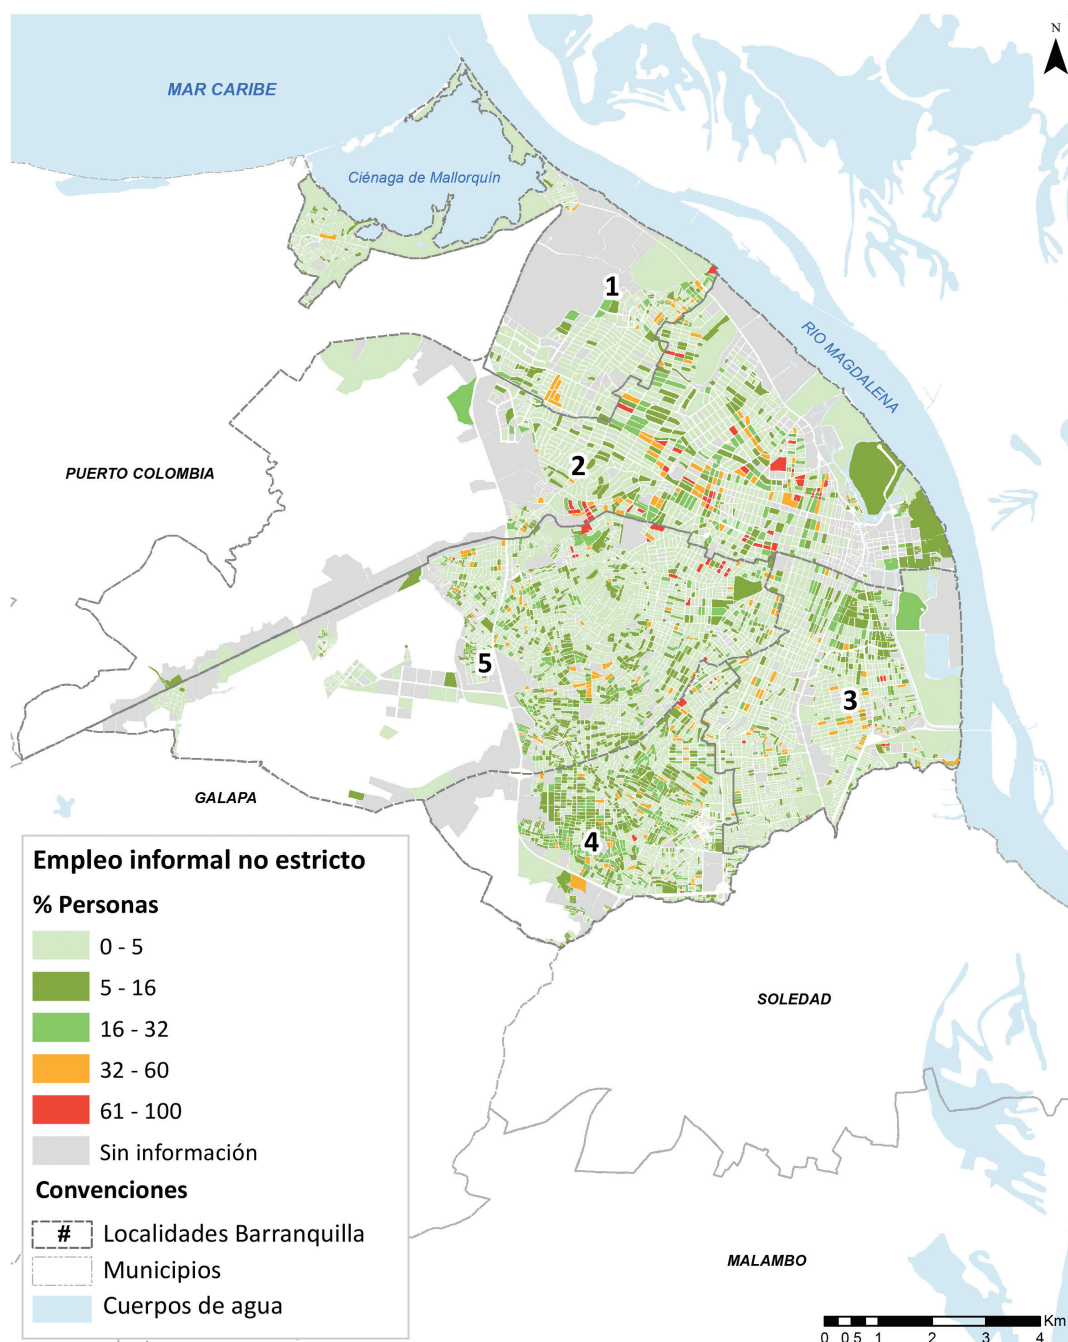 N
MAR CARIBE
Ciénaga de Mallorquín
1
RIO MAGDALENA
PUERTO COLOMBIA
2
5
3
GALAPA
4
Empleo informal no estricto
% Personas
0 - 5
5 - 16
16 - 32
32 - 60
61 - 100
Sin información
Convenciones
# Localidades Barranquilla
Municipios
Cuerpos de agua
SOLEDAD
MALAMBO
Km
0 0.5 1 2 3 4